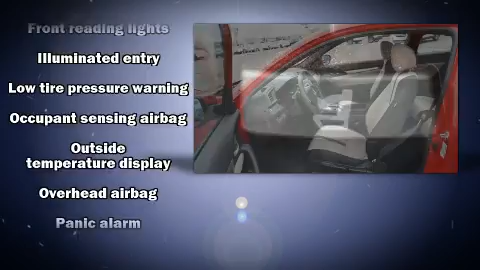 Front reading lights
Illuminated entry
Low tire pressure warning
Occupant sensing airbag
Outside
temperature display
Overhead airbag
Panic alarm